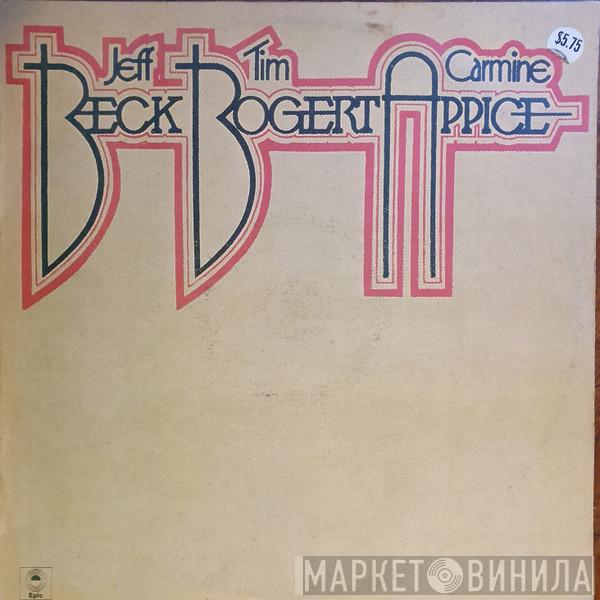 Jeff Tim Carmine
BECK BOGERT APPICE
$5.75
Epic
МАРКЕТ ВИНИЛА